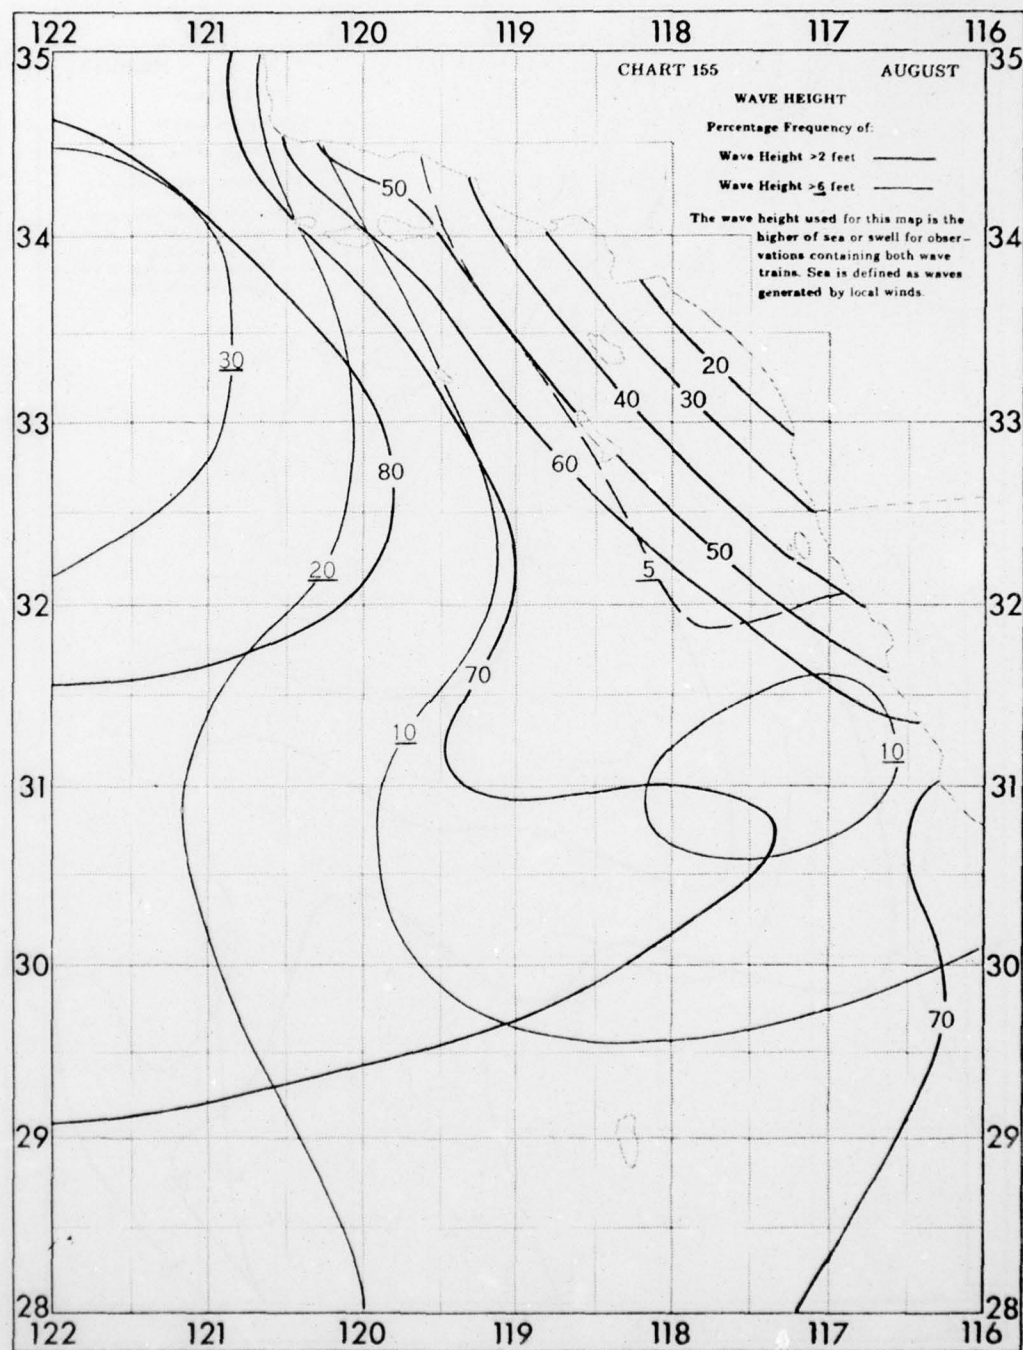 122 121 120 119 118 117 116
35 35
CHART 155 AUGUST
WAVE HEIGHT
Percentage Frequency of:
Wave Height >2 feet
Wave Height >6 feet
The wave height used for this map is the
higher of sea or swell for obser-
vations containing both wave
trains. Sea is defined as waves
generated by local winds.
50
34 34
30 20
40 30
33 33
60
80
50
20 5
32 32
70
10 10
31 31
30 30
70
29 29
28 28
122 121 120 119 118 117 116